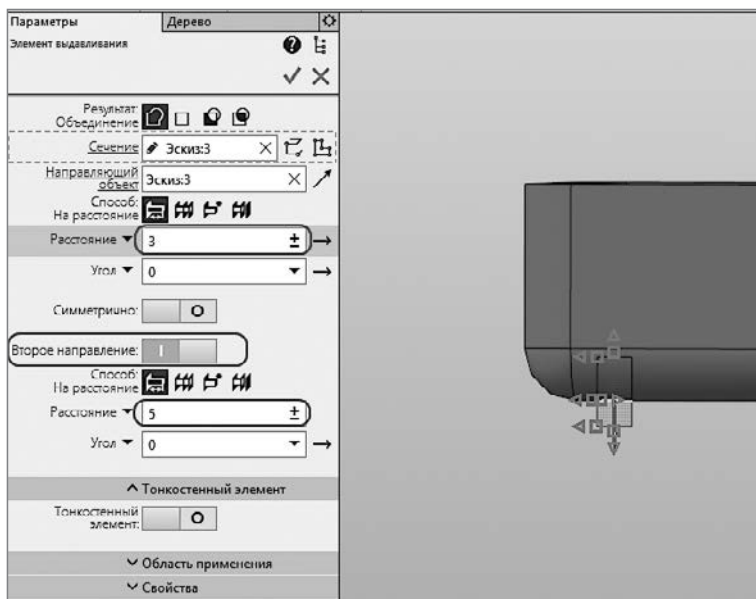 Параметры
Дерево
Элемент выдавливания
Результат:
Объединение
Сечение
Эскиз:3
Направляющий
объект
Эскиз:3
Способ:
На расстояние
Расстояние
3
Угол
0
Симметрично:
Второе направление:
Способ:
На расстояние
Расстояние
5
Угол
0
Тонкостенный элемент
Тонкостенный
элемент:
Область применения
Свойства